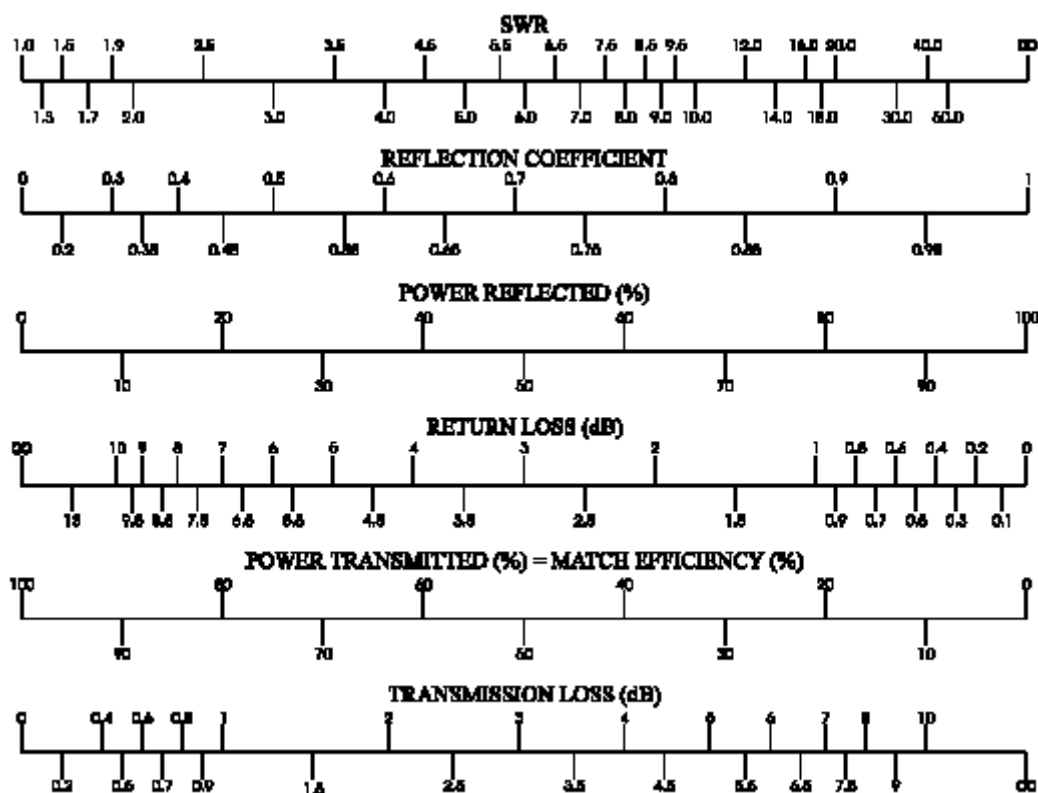 SWR
1.0 1.5 1.9 2.5 3.5 4.5 5.5 6.5 7.5 8.5 9.5 12.0 16.0 20.0 40.0 OO
1.3 1.7 2.0 3.0 4.0 5.0 6.0 7.0 8.0 9.0 10.0 14.0 18.0 30.0 50.0
REFLECTION COEFFICIENT
0 0.3 0.4 0.5 0.6 0.7 0.8 0.9 1
0.2 0.35 0.45 0.55 0.65 0.75 0.85 0.95
POWER REFLECTED (%)
0 20 40 60 80 100
10 30 50 70 90
RETURN LOSS (dB)
OO 10 9 8 7 6 5 4 3 2 1 0.8 0.6 0.4 0.2 0
15 9.5 8.5 7.5 6.5 5.5 4.5 3.5 2.5 1.5 0.9 0.7 0.5 0.3 0.1
POWER TRANSMITTED (%) = MATCH EFFICIENCY (%)
100 80 60 40 20 0
90 70 50 30 10
TRANSMISSION LOSS (dB)
0 0.4 0.6 0.8 1 2 3 4 5 6 7 8 10
0.5 0.7 0.9 1.5 2.5 3.5 4.5 5.5 6.5 7.5 9 OO